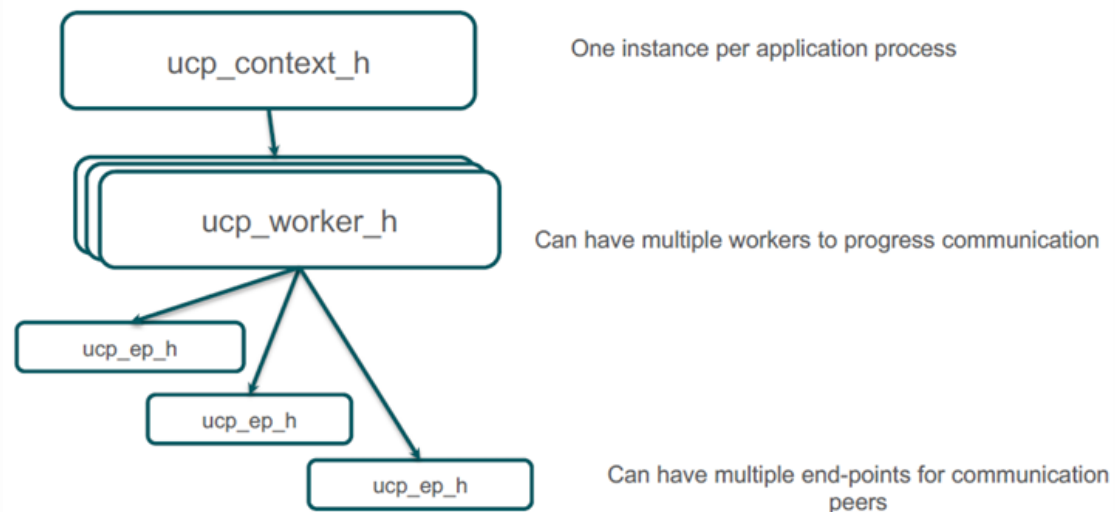 ucp_context_h
One instance per application process
ucp_worker_h
Can have multiple workers to progress communication
ucp_ep_h
ucp_ep_h
ucp_ep_h
Can have multiple end-points for communication
peers